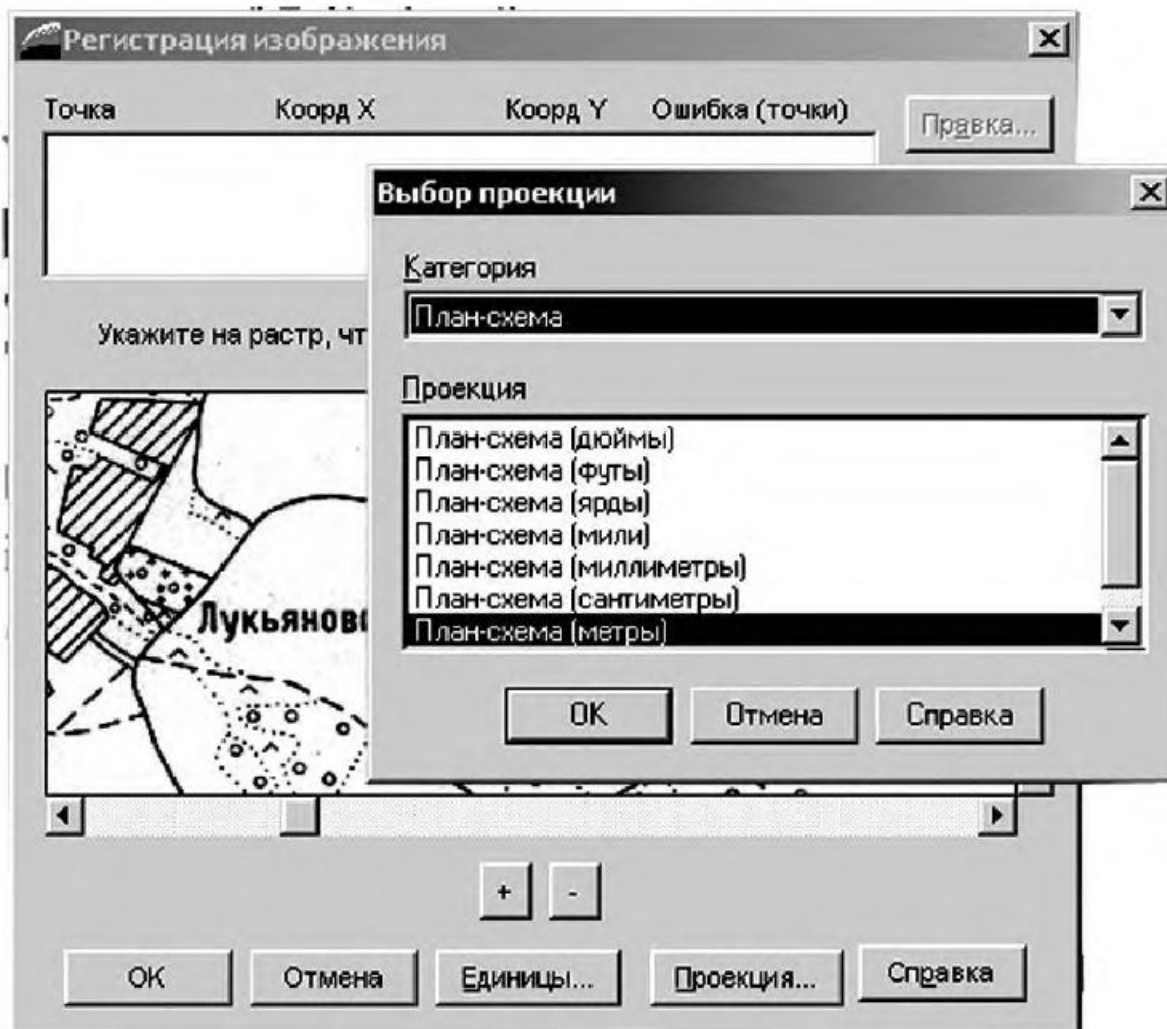 Регистрация изображения
Точка Коорд X Коорд Y Ошибка (точки)
Правка...
Выбор проекции
Категория
План-схема
Укажите на растр, чт
Проекция
План-схема (дюймы)
План-схема (футы)
План-схема (ярды)
План-схема (мили)
План-схема (миллиметры)
План-схема (сантиметры)
План-схема (метры)
Лукьяново
OK Отмена Справка
+ -
OK Отмена Единицы... Проекция... Справка